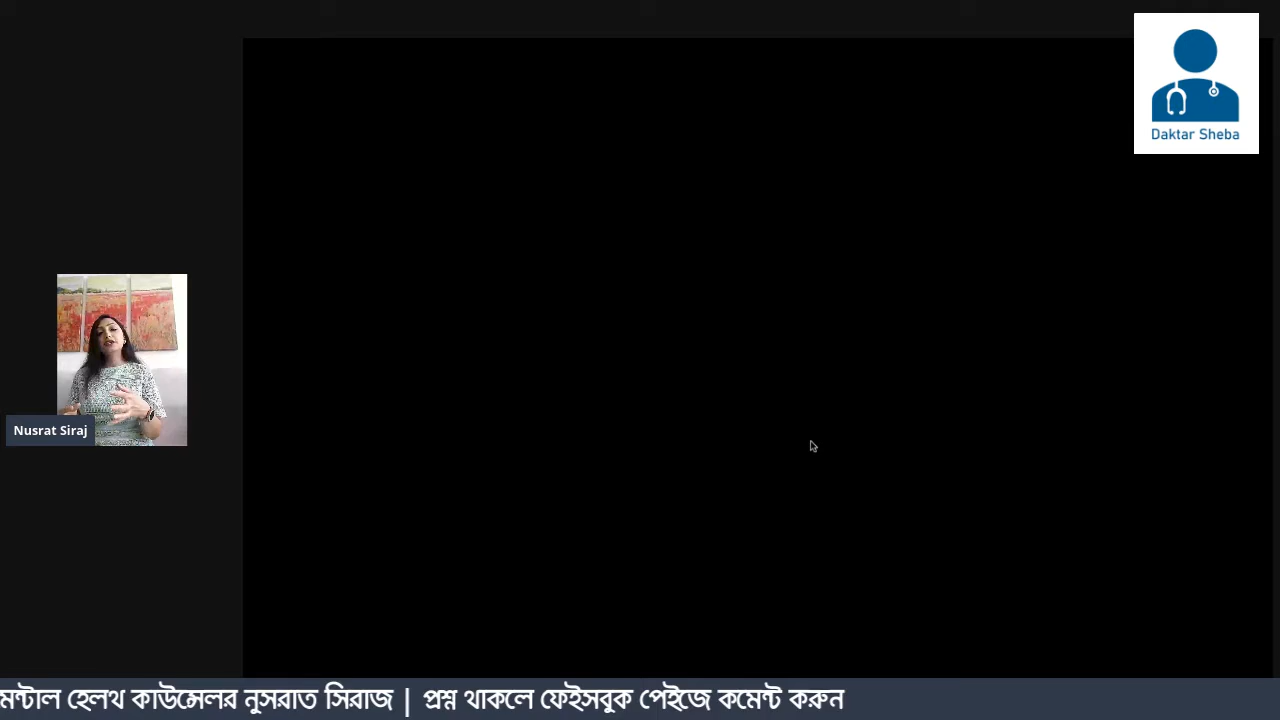 Daktar Sheba
Nusrat Siraj
মেন্টাল হেলথ কাউন্সেলর নুসরাত সিরাজ | প্রশ্ন থাকলে ফেইসবুক পেইজে কমেন্ট করুন